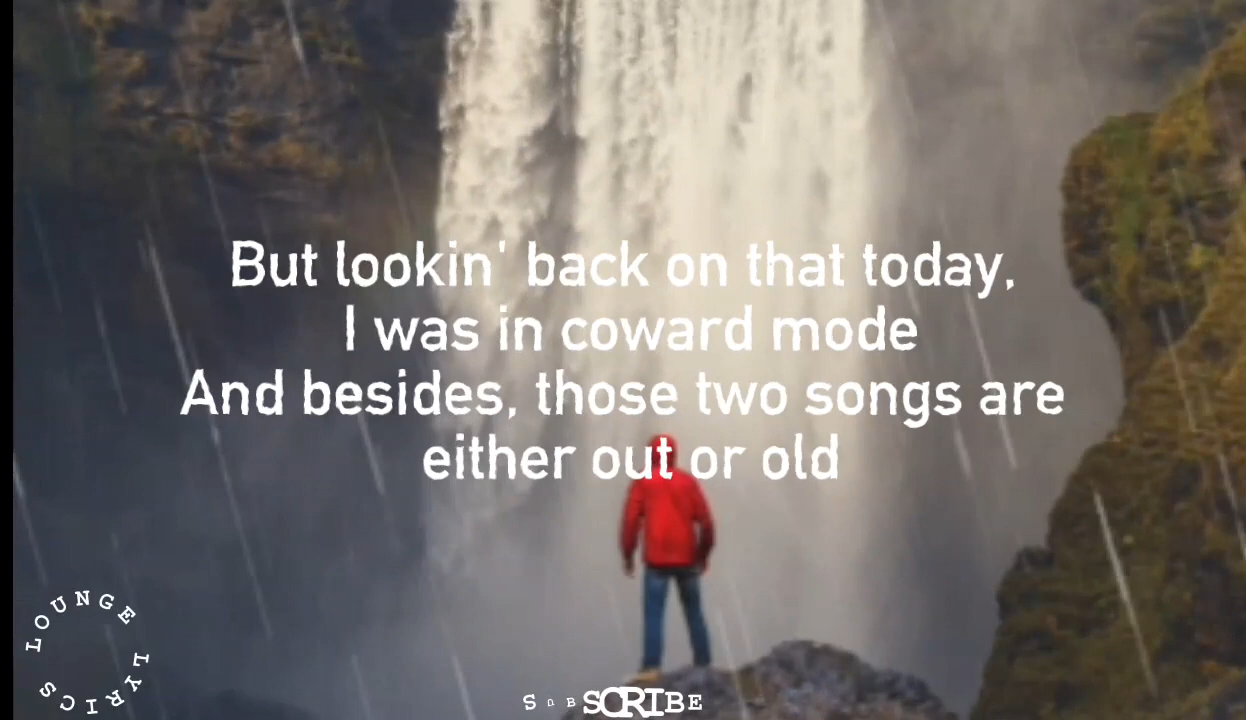 But lookin' back on that today,
I was in coward mode
And besides, those two songs are
either out or old
LOUNGE LYRICS
SUBSCRIBE